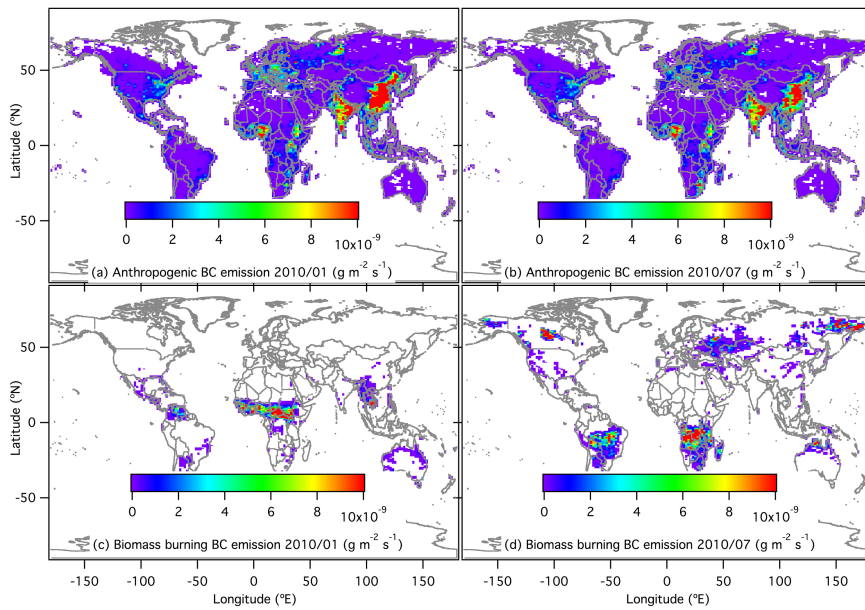 50
0
-50
Latitude (°N)
0 2 4 6 8 10x10⁻⁹
(a) Anthropogenic BC emission 2010/01 (g m⁻² s⁻¹)
0 2 4 6 8 10x10⁻⁹
(b) Anthropogenic BC emission 2010/07 (g m⁻² s⁻¹)
50
0
-50
Latitude (°N)
0 2 4 6 8 10x10⁻⁹
(c) Biomass burning BC emission 2010/01 (g m⁻² s⁻¹)
0 2 4 6 8 10x10⁻⁹
(d) Biomass burning BC emission 2010/07 (g m⁻² s⁻¹)
-150 -100 -50 0 50 100 150
Longitude (°E)
-150 -100 -50 0 50 100 150
Longitude (°E)